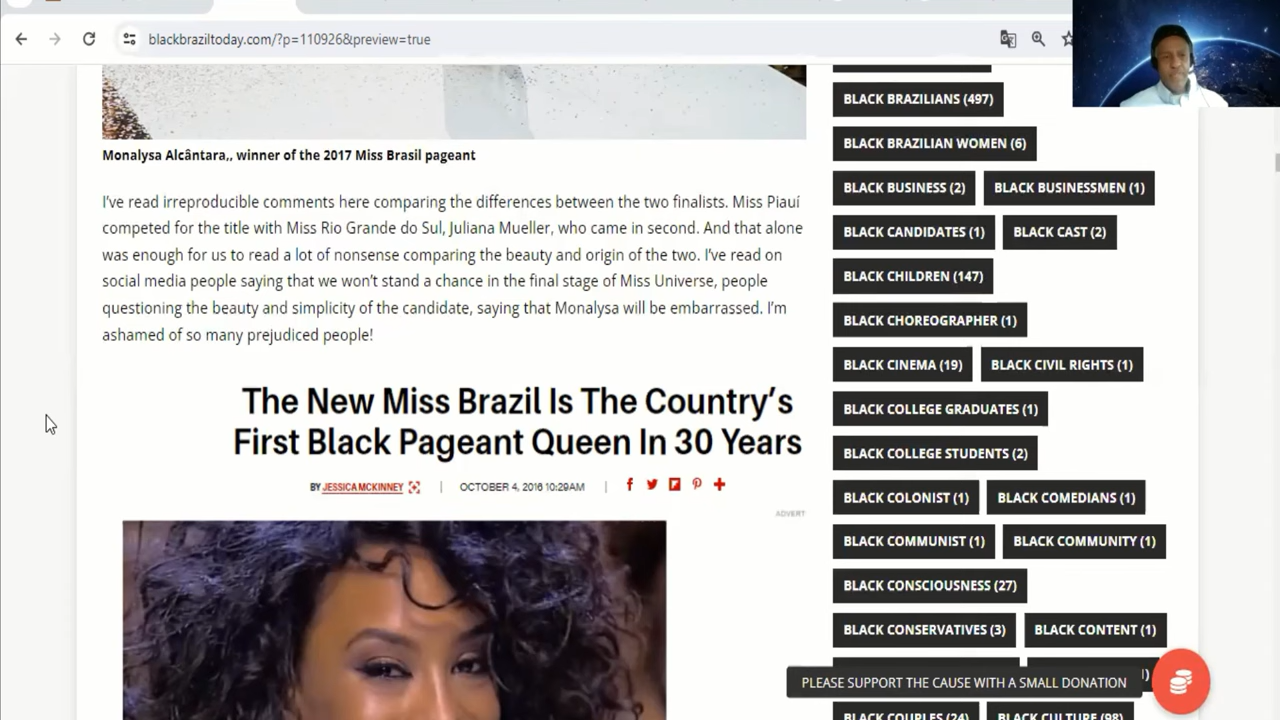 blackbraziltoday.com/?p=110926&preview=true
Monalysa Alcântara,, winner of the 2017 Miss Brasil pageant
I've read irreproducible comments here comparing the differences between the two finalists. Miss Piauí
competed for the title with Miss Rio Grande do Sul, Juliana Mueller, who came in second. And that alone
was enough for us to read a lot of nonsense comparing the beauty and origin of the two. I've read on
social media people saying that we won't stand a chance in the final stage of Miss Universe, people
questioning the beauty and simplicity of the candidate, saying that Monalysa will be embarrassed. I'm
ashamed of so many prejudiced people!
The New Miss Brazil Is The Country's
First Black Pageant Queen In 30 Years
BY JESSICA MCKINNEY | OCTOBER 4, 2016 10:29AM |
ADVERT
BLACK BRAZILIANS (497)
BLACK BRAZILIAN WOMEN (6)
BLACK BUSINESS (2) BLACK BUSINESSMEN (1)
BLACK CANDIDATES (1) BLACK CAST (2)
BLACK CHILDREN (147)
BLACK CHOREOGRAPHER (1)
BLACK CINEMA (19) BLACK CIVIL RIGHTS (1)
BLACK COLLEGE GRADUATES (1)
BLACK COLLEGE STUDENTS (2)
BLACK COLONIST (1) BLACK COMEDIANS (1)
BLACK COMMUNIST (1) BLACK COMMUNITY (1)
BLACK CONSCIOUSNESS (27)
BLACK CONSERVATIVES (3) BLACK CONTENT (1)
PLEASE SUPPORT THE CAUSE WITH A SMALL DONATION
BLACK COUPLES (24) BLACK CULTURE (98)